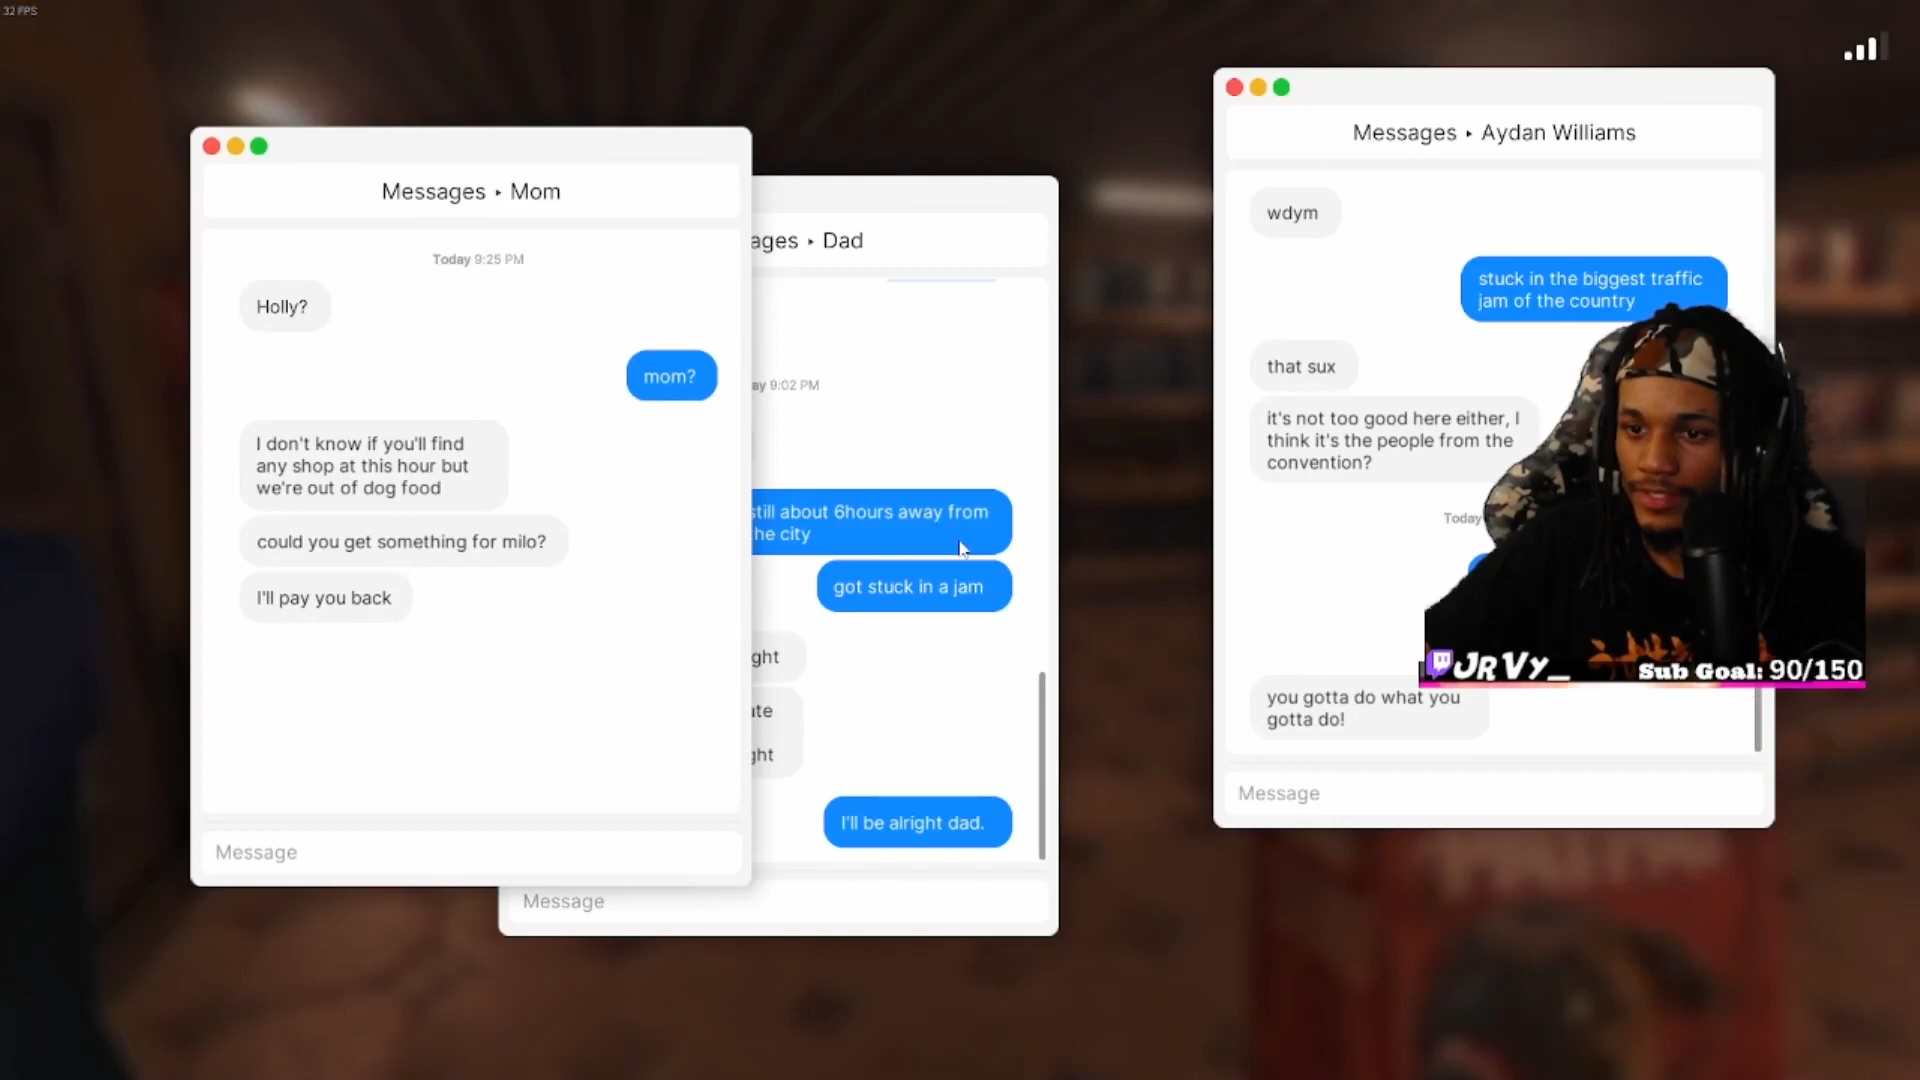 32 FPS
Messages ▸ Mom
Today 9:25 PM
Holly?
mom?
I don't know if you'll find
any shop at this hour but
we're out of dog food
could you get something for milo?
I'll pay you back
Message
ages ▸ Dad
ay 9:02 PM
still about 6hours away from
the city
got stuck in a jam
ght
ate
ght
I'll be alright dad.
Message
Messages ▸ Aydan Williams
wdym
stuck in the biggest traffic
jam of the country
that sux
it's not too good here either, I
think it's the people from the
convention?
Today
you gotta do what you
gotta do!
Message
JRVY_
Sub Goal: 90/150